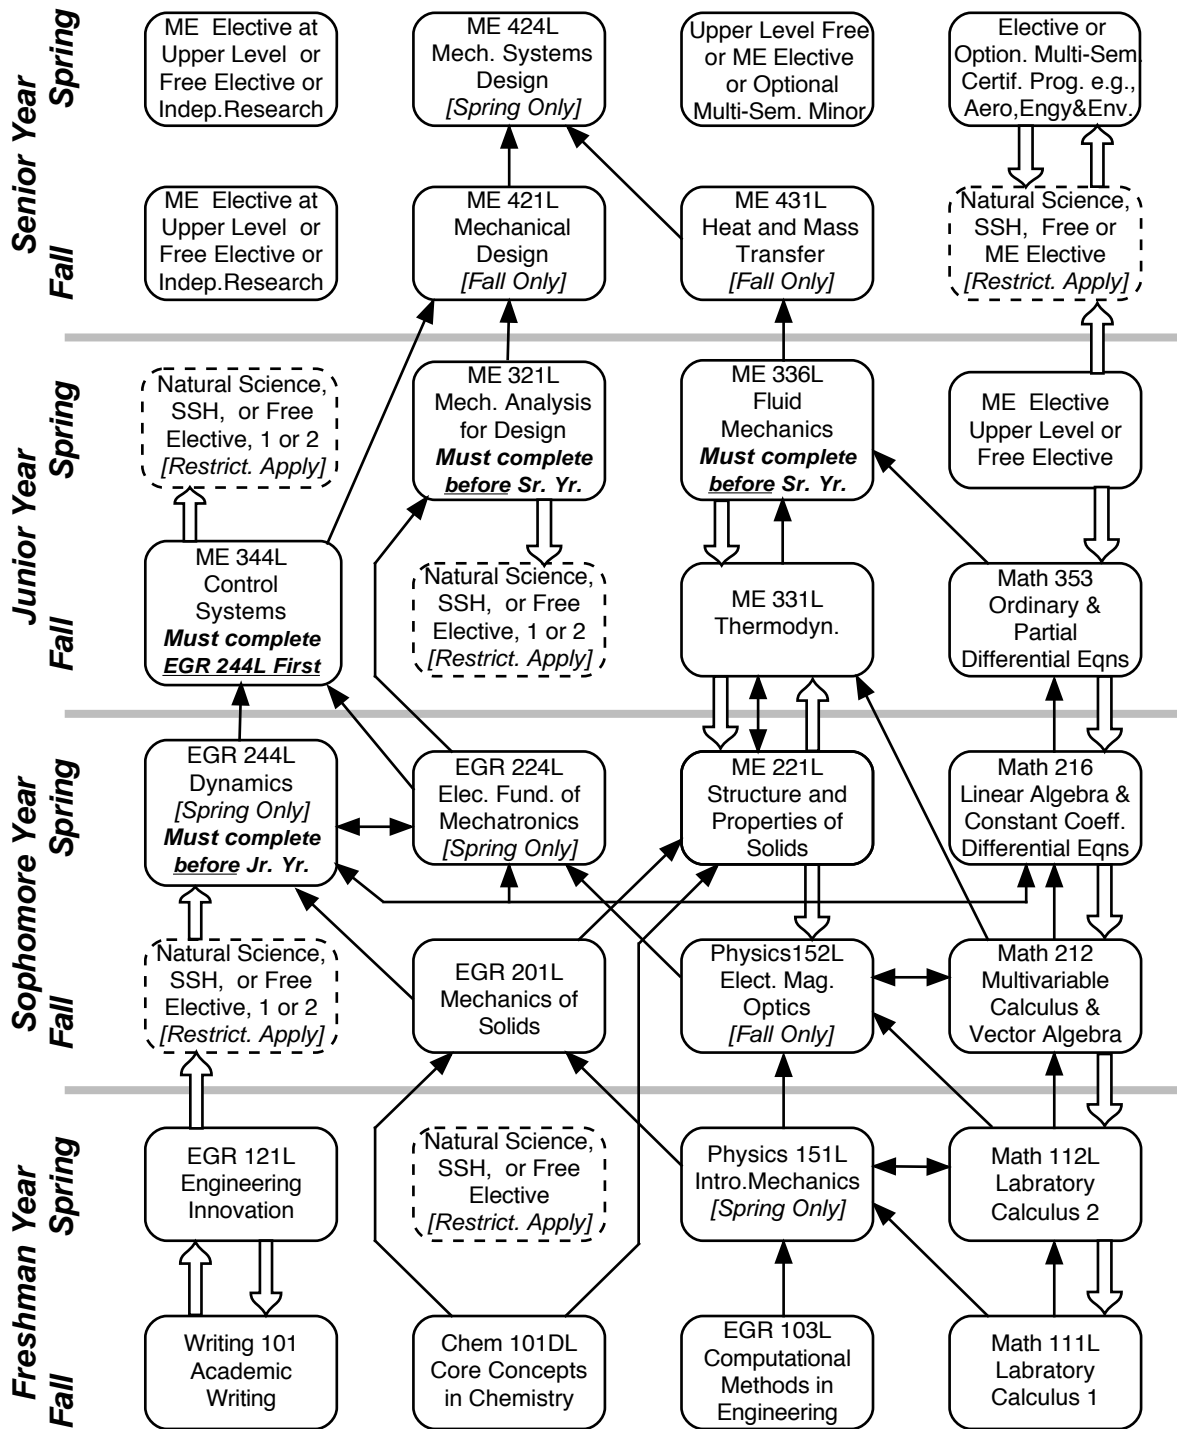 Senior Year
Spring
ME Elective at
Upper Level or
Free Elective or
Indep.Research
ME 424L
Mech. Systems
Design
[Spring Only]
Upper Level Free
or ME Elective
or Optional
Multi-Sem. Minor
Elective or
Option. Multi-Sem.
Certif. Prog. e.g.,
Aero,Engy&Env.
Fall
ME Elective at
Upper Level or
Free Elective or
Indep.Research
ME 421L
Mechanical
Design
[Fall Only]
ME 431L
Heat and Mass
Transfer
[Fall Only]
Natural Science,
SSH, Free or
ME Elective
[Restrict. Apply]
Junior Year
Spring
Natural Science,
SSH, or Free
Elective, 1 or 2
[Restrict. Apply]
ME 321L
Mech. Analysis
for Design
Must complete
before Sr. Yr.
ME 336L
Fluid
Mechanics
Must complete
before Sr. Yr.
ME Elective
Upper Level or
Free Elective
Fall
ME 344L
Control
Systems
Must complete
EGR 244L First
Natural Science,
SSH, or Free
Elective, 1 or 2
[Restrict. Apply]
ME 331L
Thermodyn.
Math 353
Ordinary &
Partial
Differential Eqns
Sophomore Year
Spring
EGR 244L
Dynamics
[Spring Only]
Must complete
before Jr. Yr.
EGR 224L
Elec. Fund. of
Mechatronics
[Spring Only]
ME 221L
Structure and
Properties of
Solids
Math 216
Linear Algebra &
Constant Coeff.
Differential Eqns
Fall
Natural Science,
SSH, or Free
Elective, 1 or 2
[Restrict. Apply]
EGR 201L
Mechanics of
Solids
Physics152L
Elect. Mag.
Optics
[Fall Only]
Math 212
Multivariable
Calculus &
Vector Algebra
Freshman Year
Spring
EGR 121L
Engineering
Innovation
Natural Science,
SSH, or Free
Elective
[Restrict. Apply]
Physics 151L
Intro.Mechanics
[Spring Only]
Math 112L
Labratory
Calculus 2
Fall
Writing 101
Academic
Writing
Chem 101DL
Core Concepts
in Chemistry
EGR 103L
Computational
Methods in
Engineering
Math 111L
Labratory
Calculus 1